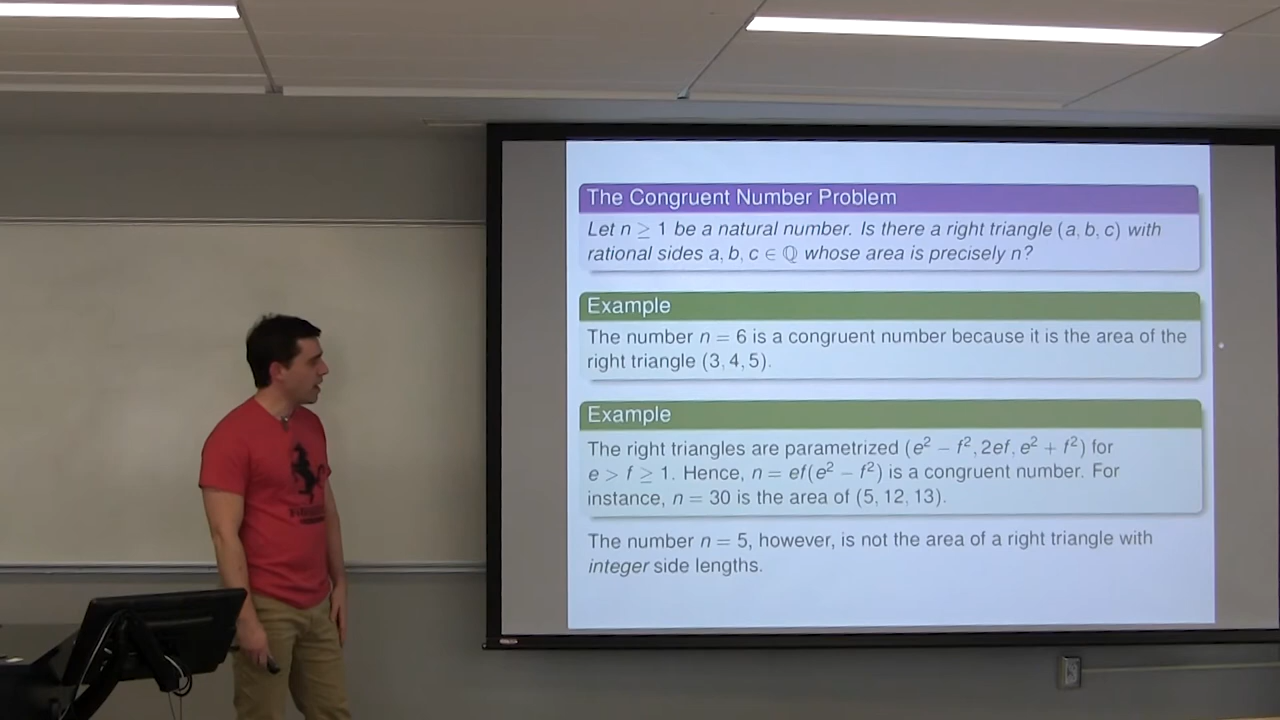 The Congruent Number Problem
Let n ≥ 1 be a natural number. Is there a right triangle (a, b, c) with
rational sides a, b, c ∈ ℚ whose area is precisely n?
Example
The number n = 6 is a congruent number because it is the area of the
right triangle (3, 4, 5).
Example
The right triangles are parametrized (e² − f², 2ef, e² + f²) for
e > f ≥ 1. Hence, n = ef(e² − f²) is a congruent number. For
instance, n = 30 is the area of (5, 12, 13).
The number n = 5, however, is not the area of a right triangle with
integer side lengths.